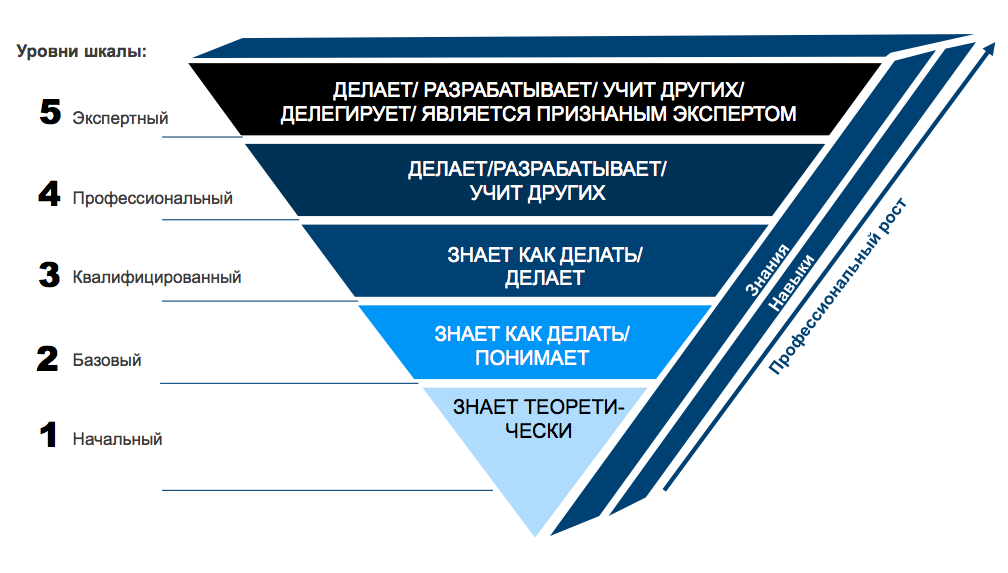 Уровни шкалы:
5 Экспертный
ДЕЛАЕТ/ РАЗРАБАТЫВАЕТ/ УЧИТ ДРУГИХ/
ДЕЛЕГИРУЕТ/ ЯВЛЯЕТСЯ ПРИЗНАНЫМ ЭКСПЕРТОМ
4 Профессиональный
ДЕЛАЕТ/РАЗРАБАТЫВАЕТ/
УЧИТ ДРУГИХ
3 Квалифицированный
ЗНАЕТ КАК ДЕЛАТЬ/
ДЕЛАЕТ
2 Базовый
ЗНАЕТ КАК ДЕЛАТЬ/
ПОНИМАЕТ
1 Начальный
ЗНАЕТ ТЕОРЕТИ-
ЧЕСКИ
Знания
Навыки
Профессиональный рост